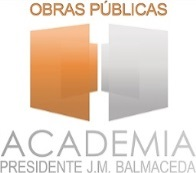 OBRAS PÚBLICAS
ACADEMIA
PRESIDENTE J.M. BALMACEDA